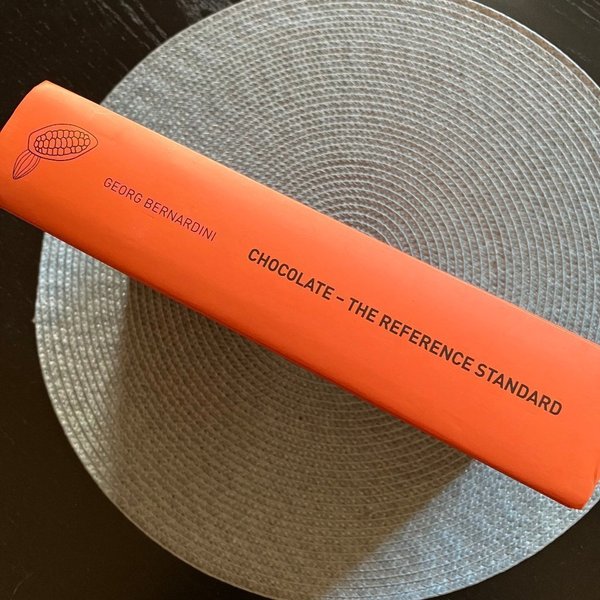 GEORG BERNARDINI
CHOCOLATE – THE REFERENCE STANDARD